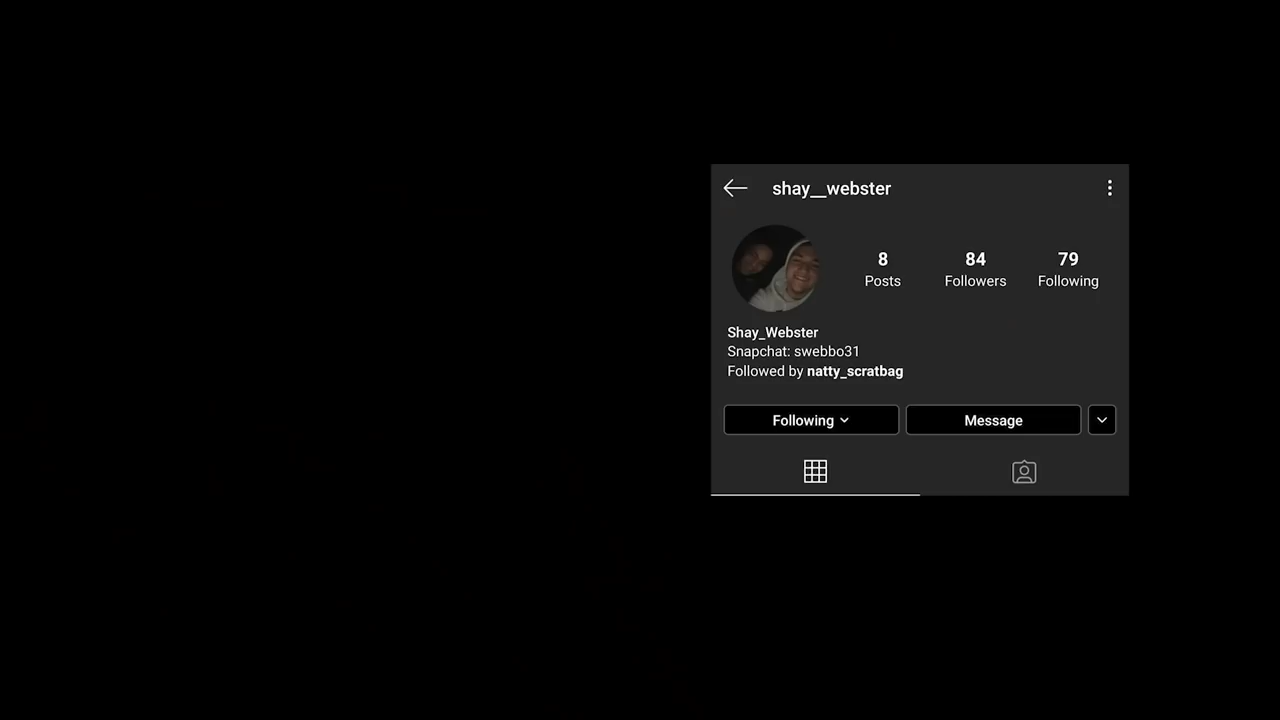 shay__webster
8 84 79
Posts Followers Following
Shay_Webster
Snapchat: swebbo31
Followed by natty_scratbag
Following Message